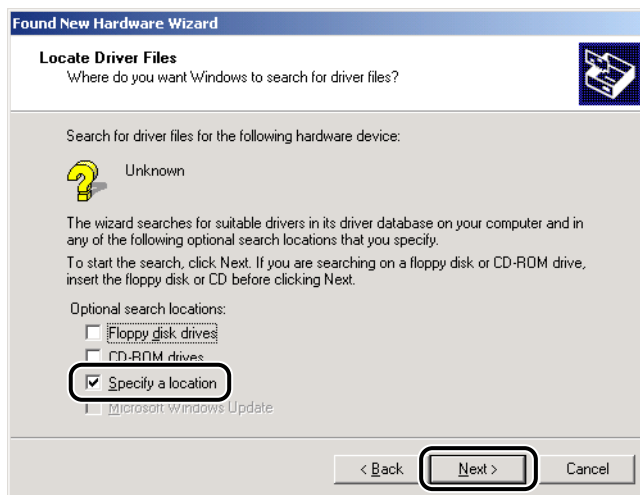 Found New Hardware Wizard
Locate Driver Files
Where do you want Windows to search for driver files?
Search for driver files for the following hardware device:
Unknown
The wizard searches for suitable drivers in its driver database on your computer and in
any of the following optional search locations that you specify.
To start the search, click Next. If you are searching on a floppy disk or CD-ROM drive,
insert the floppy disk or CD before clicking Next.
Optional search locations:
Floppy disk drives
CD-ROM drives
Specify a location
Microsoft Windows Update
< Back Next > Cancel